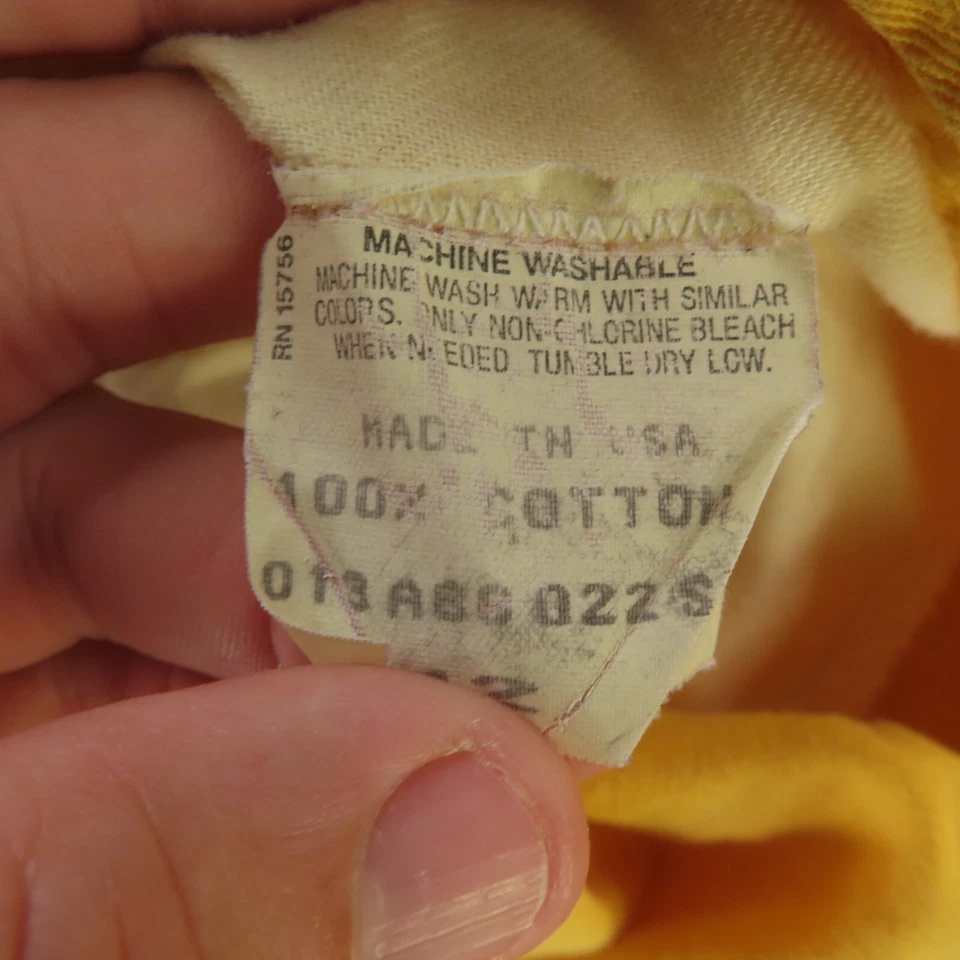 RN 15756
MACHINE WASHABLE
MACHINE WASH WARM WITH SIMILAR
COLORS. ONLY NON-CHLORINE BLEACH
WHEN NEEDED TUMBLE DRY LOW.
MADE IN USA
100% COTTON